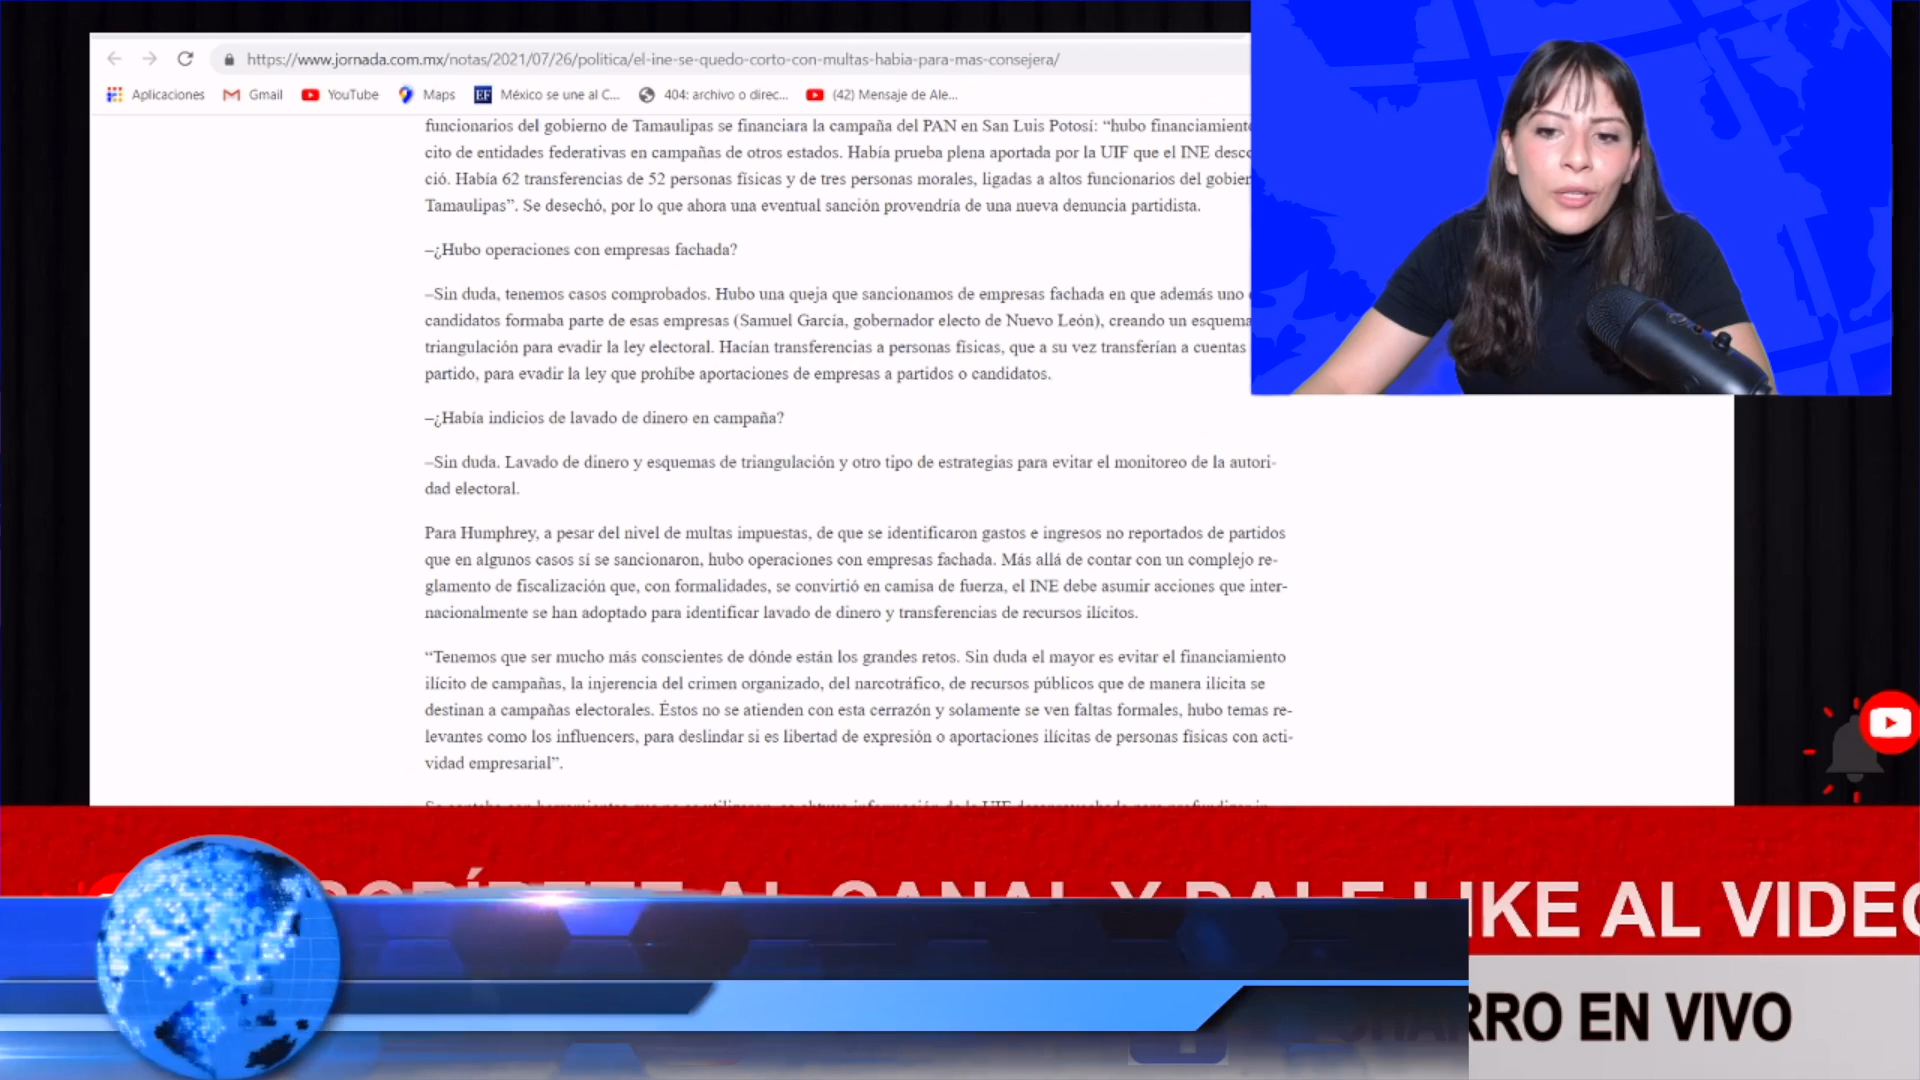 https://www.jornada.com.mx/notas/2021/07/26/politica/el-ine-se-quedo-corto-con-multas-habia-para-mas-consejera/
Aplicaciones Gmail YouTube Maps EF México se une al C... 404: archivo o direc... (42) Mensaje de Ale...
funcionarios del gobierno de Tamaulipas se financiara la campaña del PAN en San Luis Potosí: “hubo financiamiento
cito de entidades federativas en campañas de otros estados. Había prueba plena aportada por la UIF que el INE desco
ció. Había 62 transferencias de 52 personas físicas y de tres personas morales, ligadas a altos funcionarios del gobier
Tamaulipas”. Se desechó, por lo que ahora una eventual sanción provendría de una nueva denuncia partidista.
–¿Hubo operaciones con empresas fachada?
–Sin duda, tenemos casos comprobados. Hubo una queja que sancionamos de empresas fachada en que además uno
candidatos formaba parte de esas empresas (Samuel García, gobernador electo de Nuevo León), creando un esquema
triangulación para evadir la ley electoral. Hacían transferencias a personas físicas, que a su vez transferían a cuentas
partido, para evadir la ley que prohíbe aportaciones de empresas a partidos o candidatos.
–¿Había indicios de lavado de dinero en campaña?
–Sin duda. Lavado de dinero y esquemas de triangulación y otro tipo de estrategias para evitar el monitoreo de la autori-
dad electoral.
Para Humphrey, a pesar del nivel de multas impuestas, de que se identificaron gastos e ingresos no reportados de partidos
que en algunos casos sí se sancionaron, hubo operaciones con empresas fachada. Más allá de contar con un complejo re-
glamento de fiscalización que, con formalidades, se convirtió en camisa de fuerza, el INE debe asumir acciones que inter-
nacionalmente se han adoptado para identificar lavado de dinero y transferencias de recursos ilícitos.
“Tenemos que ser mucho más conscientes de dónde están los grandes retos. Sin duda el mayor es evitar el financiamiento
ilícito de campañas, la injerencia del crimen organizado, del narcotráfico, de recursos públicos que de manera ilícita se
destinan a campañas electorales. Éstos no se atienden con esta cerrazón y solamente se ven faltas formales, hubo temas re-
levantes como los influencers, para deslindar si es libertad de expresión o aportaciones ilícitas de personas físicas con acti-
vidad empresarial”.
AL CANAL Y DALE LIKE AL VIDEO
RRO EN VIVO